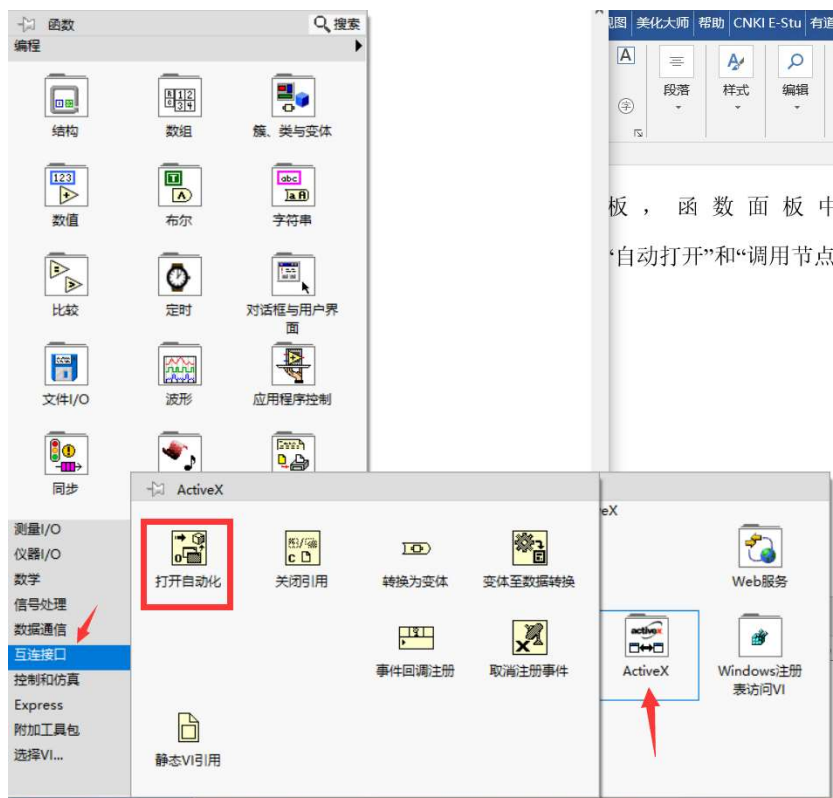 函数
搜索
编程
结构
数组
簇、类与变体
数值
布尔
字符串
比较
定时
对话框与用户界
面
文件I/O
波形
应用程序控制
同步
测量I/O
仪器I/O
数学
信号处理
数据通信
互连接口
控制和仿真
Express
附加工具包
选择VI...
ActiveX
打开自动化
关闭引用
转换为变体
变体至数据转换
事件回调注册
取消注册事件
静态VI引用
eX
Web服务
ActiveX
Windows注册
表访问VI
视图 美化大师 帮助 CNKI E-Stu 有道
段落
样式
编辑
板，函数面板中
“自动打开”和“调用节点